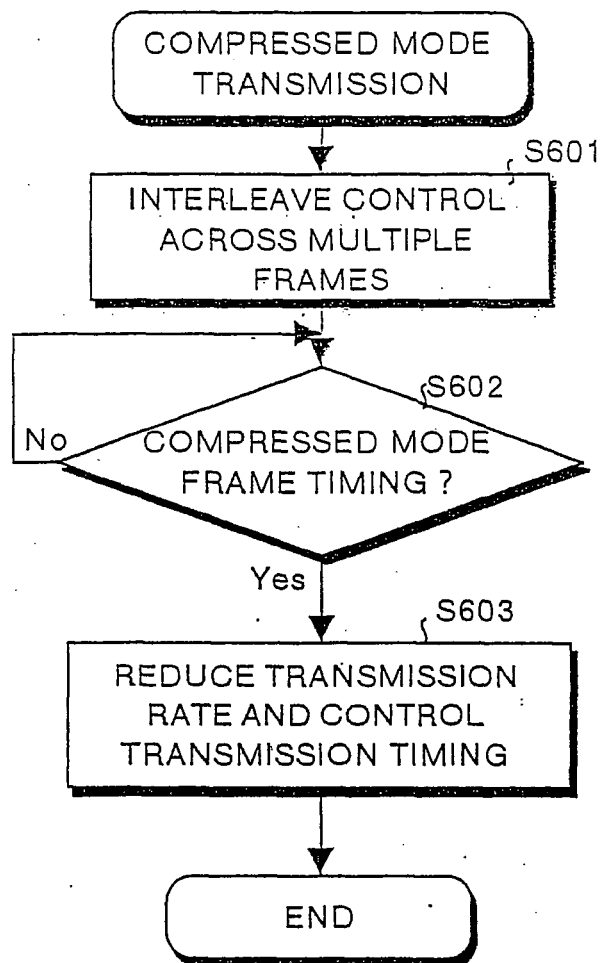 COMPRESSED MODE
TRANSMISSION
S601
INTERLEAVE CONTROL
ACROSS MULTIPLE
FRAMES
S602
No
COMPRESSED MODE
FRAME TIMING ?
Yes
S603
REDUCE TRANSMISSION
RATE AND CONTROL
TRANSMISSION TIMING
END